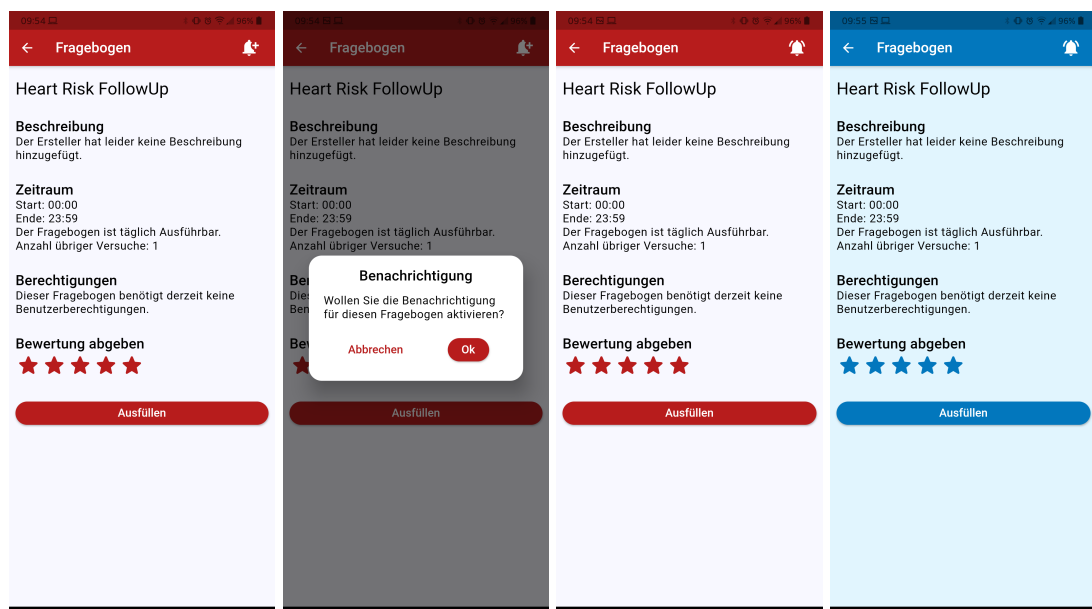 09:54
96%
Fragebogen
Heart Risk FollowUp
Beschreibung
Der Ersteller hat leider keine Beschreibung
hinzugefügt.
Zeitraum
Start: 00:00
Ende: 23:59
Der Fragebogen ist täglich Ausführbar.
Anzahl übriger Versuche: 1
Berechtigungen
Dieser Fragebogen benötigt derzeit keine
Benutzerberechtigungen.
Bewertung abgeben
Ausfüllen
09:54
96%
Fragebogen
Heart Risk FollowUp
Beschreibung
Der Ersteller hat leider keine Beschreibung
hinzugefügt.
Zeitraum
Start: 00:00
Ende: 23:59
Der Fragebogen ist täglich Ausführbar.
Anzahl übriger Versuche: 1
Ber
Dies
Ben
Bew
Benachrichtigung
Wollen Sie die Benachrichtigung
für diesen Fragebogen aktivieren?
Abbrechen
Ok
Ausfüllen
09:54
96%
Fragebogen
Heart Risk FollowUp
Beschreibung
Der Ersteller hat leider keine Beschreibung
hinzugefügt.
Zeitraum
Start: 00:00
Ende: 23:59
Der Fragebogen ist täglich Ausführbar.
Anzahl übriger Versuche: 1
Berechtigungen
Dieser Fragebogen benötigt derzeit keine
Benutzerberechtigungen.
Bewertung abgeben
Ausfüllen
09:55
96%
Fragebogen
Heart Risk FollowUp
Beschreibung
Der Ersteller hat leider keine Beschreibung
hinzugefügt.
Zeitraum
Start: 00:00
Ende: 23:59
Der Fragebogen ist täglich Ausführbar.
Anzahl übriger Versuche: 1
Berechtigungen
Dieser Fragebogen benötigt derzeit keine
Benutzerberechtigungen.
Bewertung abgeben
Ausfüllen